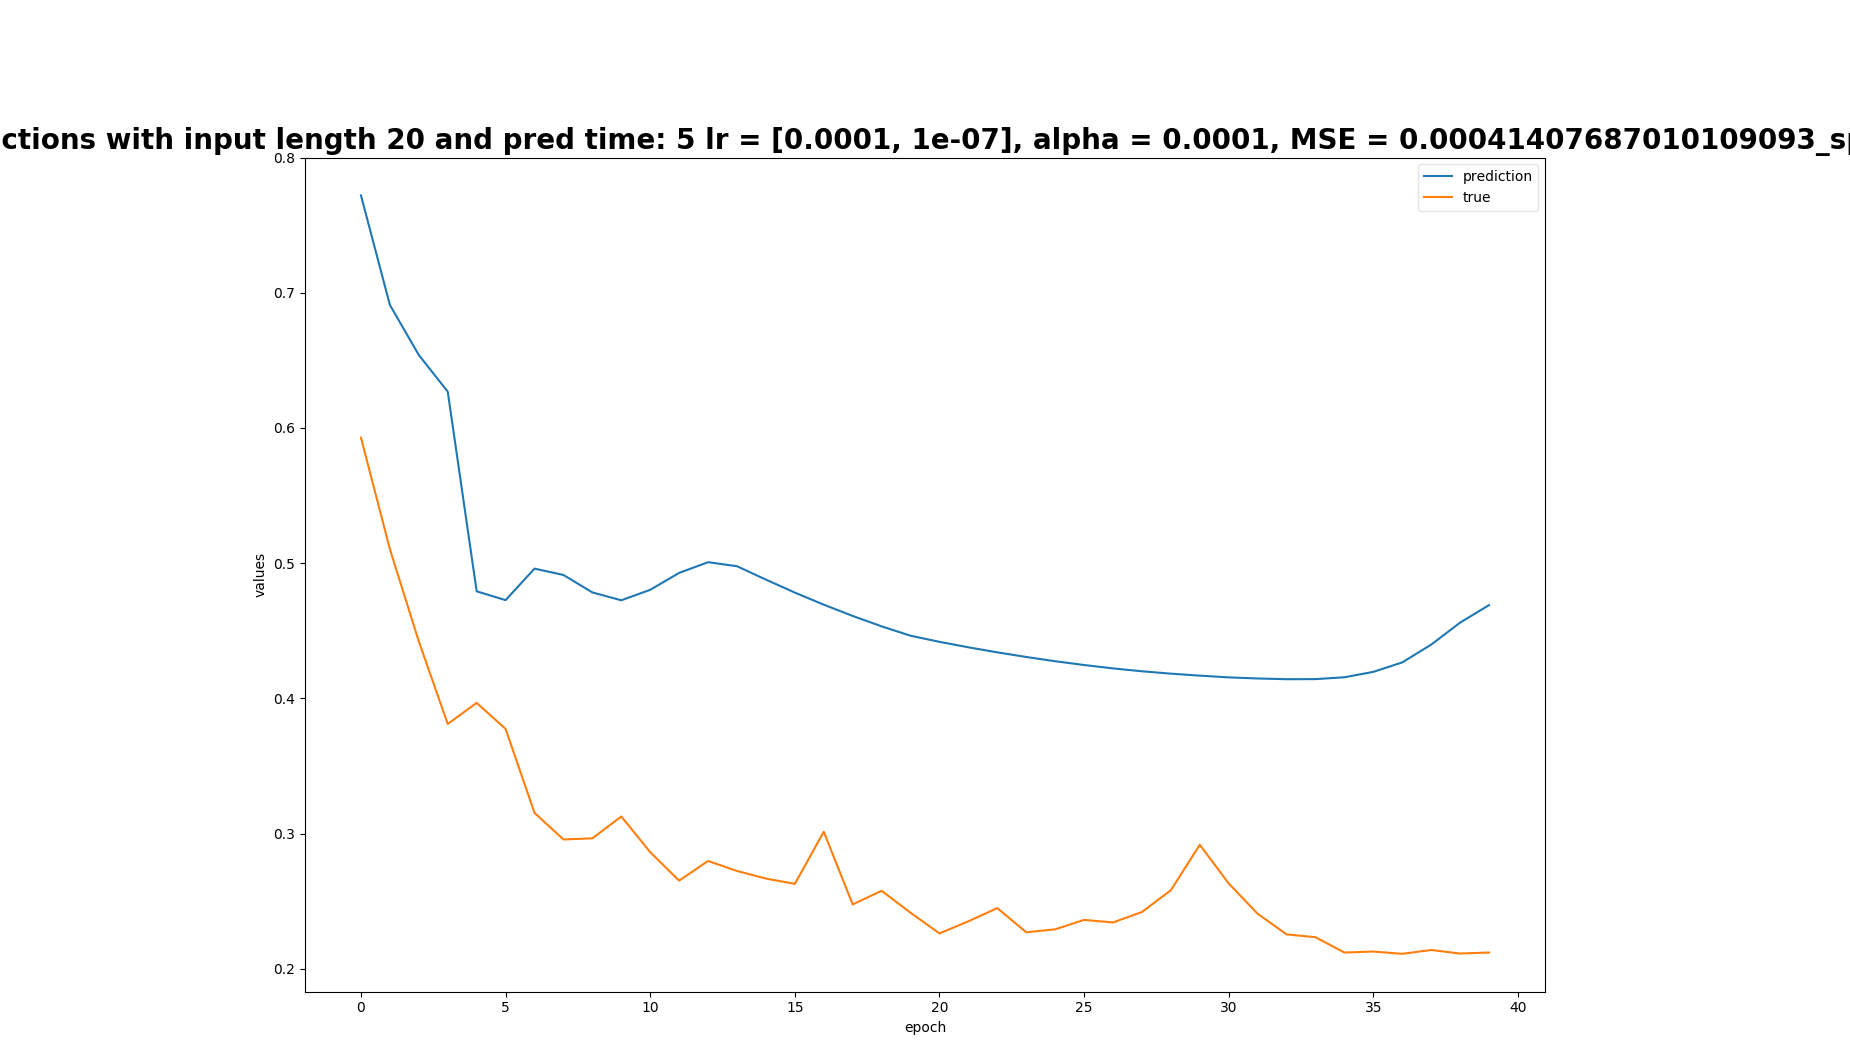 ctions with input length 20 and pred time: 5 lr = [0.0001, 1e-07], alpha = 0.0001, MSE = 0.00041407687010109093_sp
prediction
true
0.8
0.7
0.6
0.5
0.4
0.3
0.2
values
0 5 10 15 20 25 30 35 40
epoch